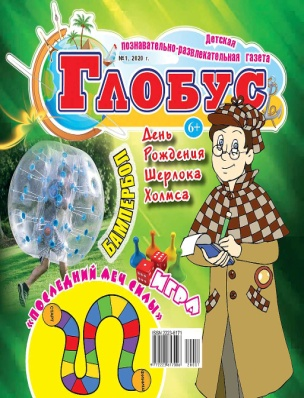 Детская
познавательно-развлекательная газета
№1, 2020 г.
ГЛОБУС
6+
День
Рождения
Шерлока
Холмса
БАМПЕРБОЛ
ИГРА
«ПОСЛЕДНИЙ МЕЧ СИЛЫ»